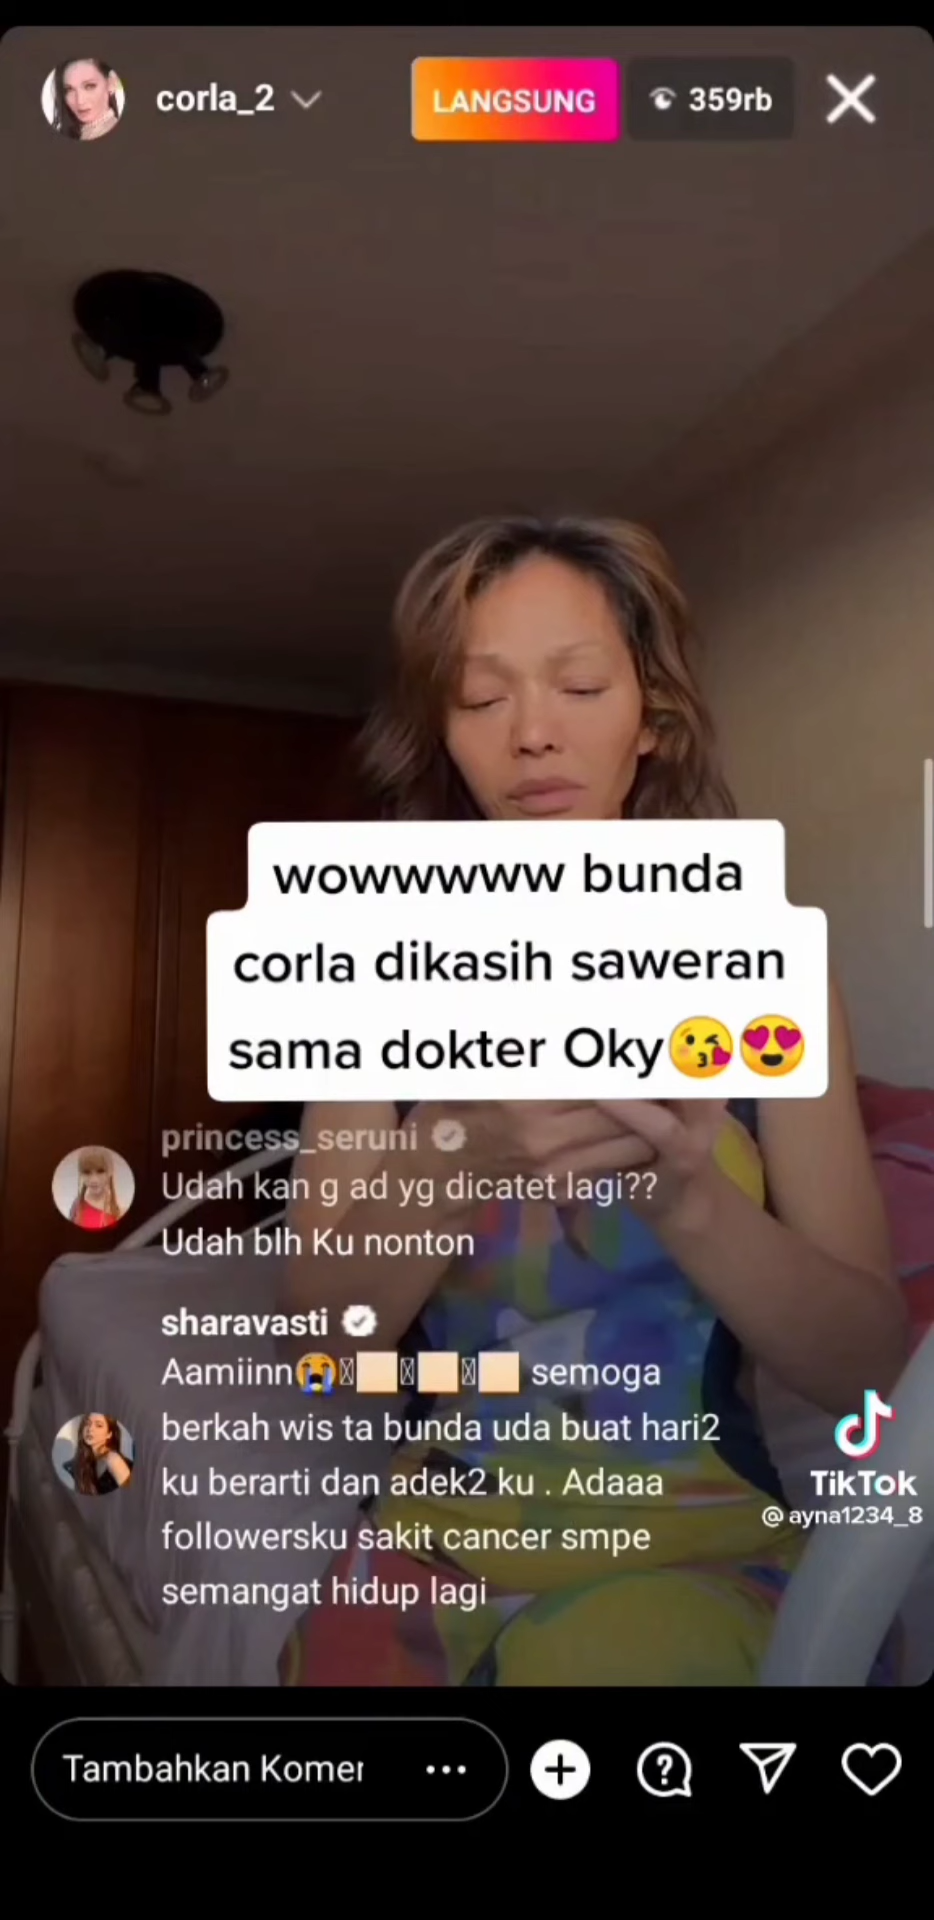 corla_2
LANGSUNG
359rb
wowwwwww bunda
corla dikasih saweran
sama dokter Oky😘😍
princess_seruni
Udah kan g ad yg dicatet lagi??
Udah blh Ku nonton
sharavasti
Aamiinn😭 semoga
berkah wis ta bunda uda buat hari2
ku berarti dan adek2 ku . Adaaa
followersku sakit cancer smpe
semangat hidup lagi
TikTok
@ayna1234_8
Tambahkan Komer